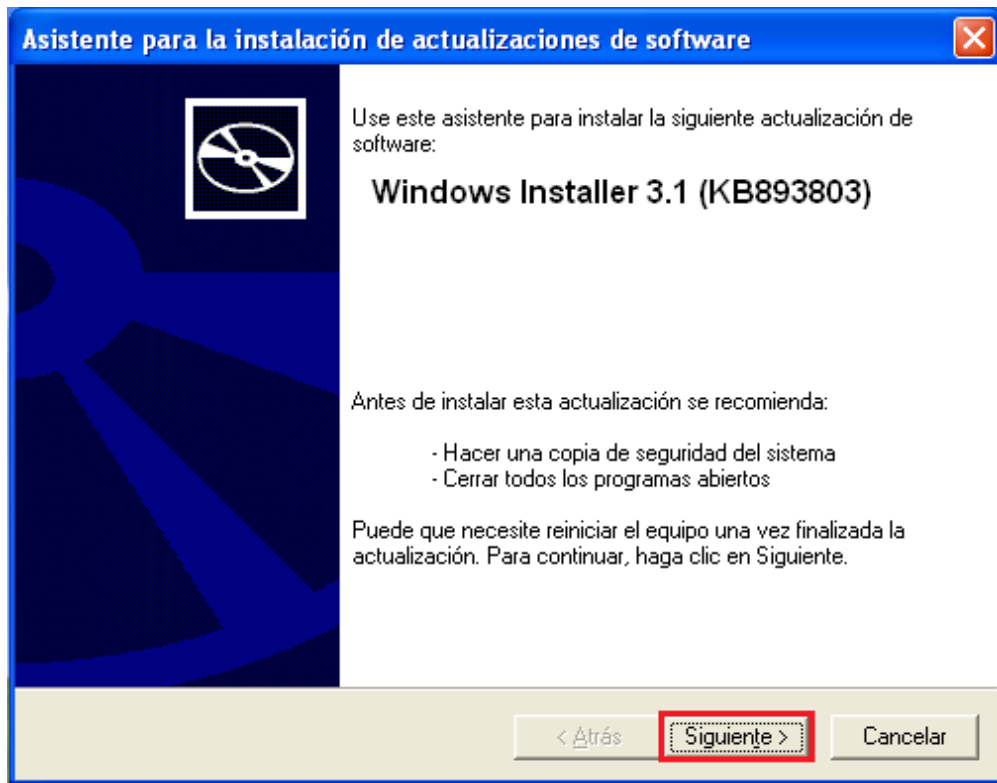 Asistente para la instalación de actualizaciones de software
Use este asistente para instalar la siguiente actualización de
software:
Windows Installer 3.1 (KB893803)
Antes de instalar esta actualización se recomienda:
- Hacer una copia de seguridad del sistema
- Cerrar todos los programas abiertos
Puede que necesite reiniciar el equipo una vez finalizada la
actualización. Para continuar, haga clic en Siguiente.
< Atrás
Siguiente >
Cancelar